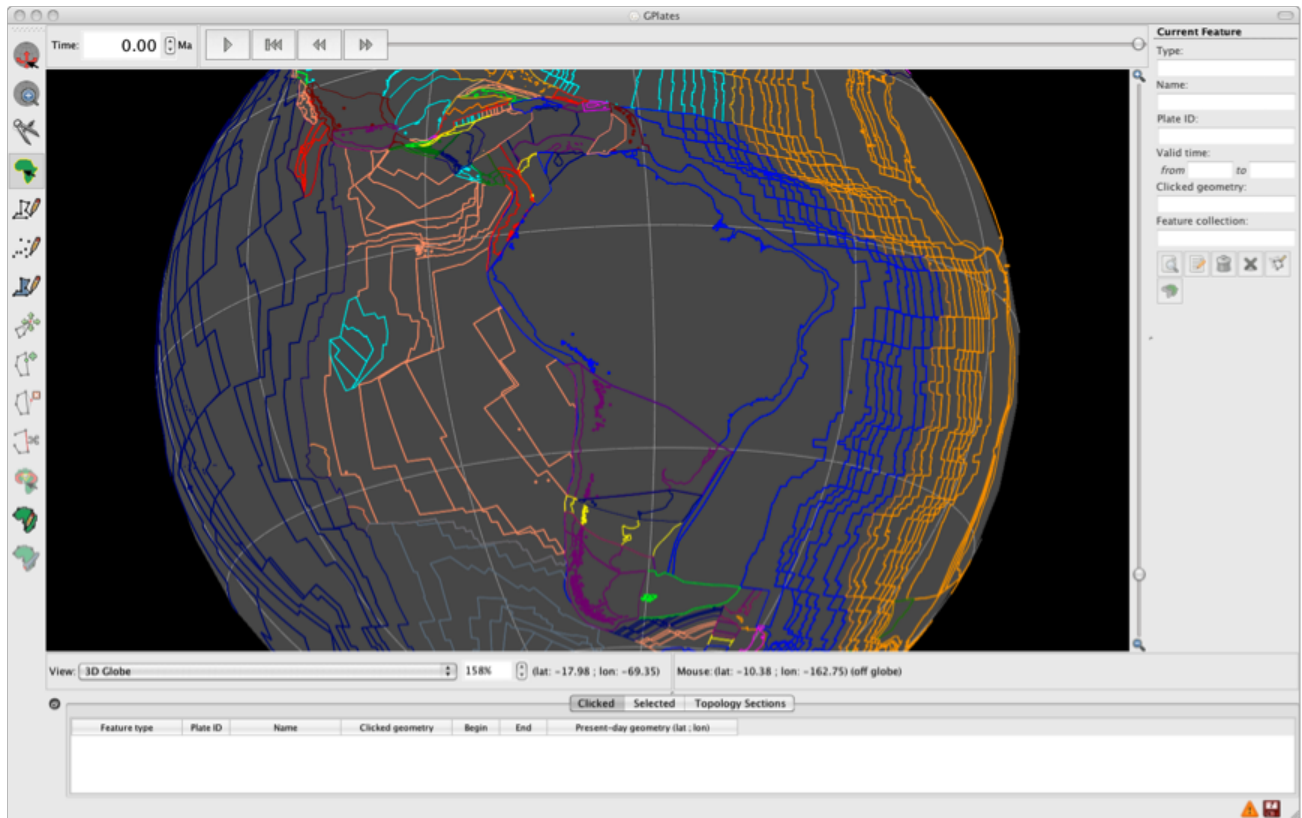 GPlates
Time: 0.00 Ma
Current Feature
Type:
Name:
Plate ID:
Valid time:
from to
Clicked geometry:
Feature collection:
View: 3D Globe 158% (lat: -17.98 ; lon: -69.35) Mouse: (lat: -10.38 ; lon: -162.75) (off globe)
Clicked Selected Topology Sections
Feature type Plate ID Name Clicked geometry Begin End Present-day geometry (lat ; lon)